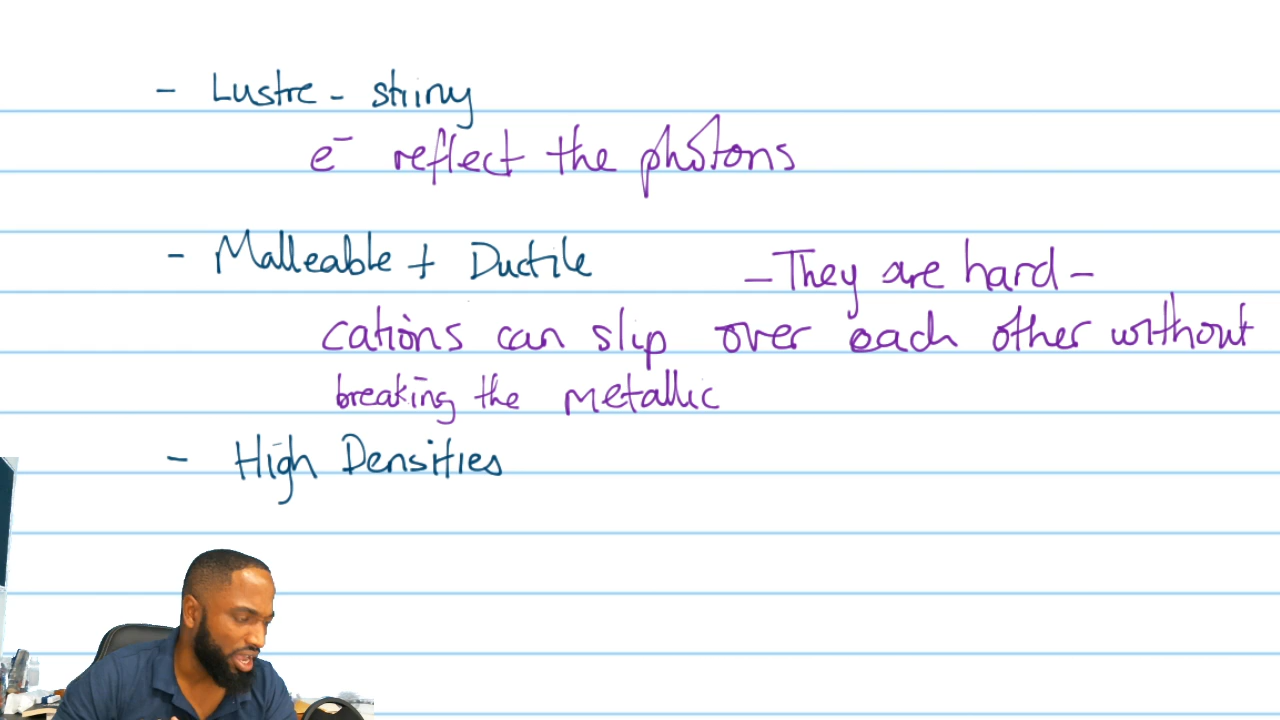 - Lustre - shiny
e⁻ reflect the photons
- Malleable + Ductile
- They are hard -
cations can slip over each other without
breaking the metallic
- High Densities